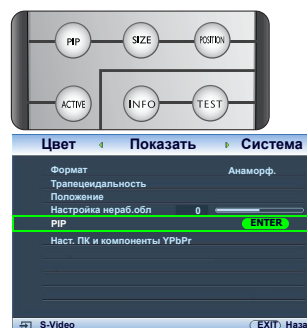 PIP SIZE POSITION
ACTIVE INFO TEST
Цвет Показать Система
Формат Анаморф.
Трапецеидальность
Положение
Настройка нераб.обл 0
PIP ENTER
Наст. ПК и компоненты YPbPr
S-Video EXIT Наза